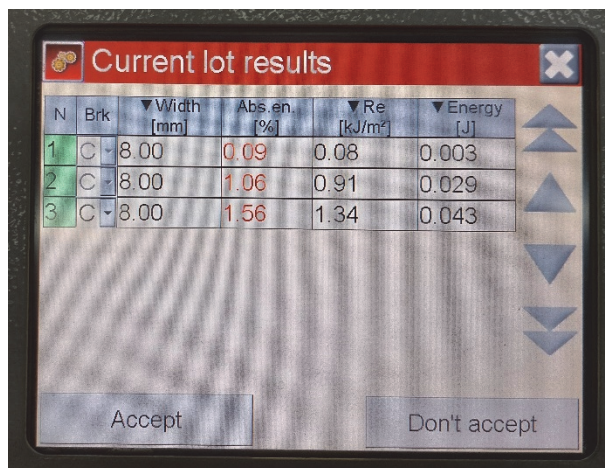 Current lot results
N Brk ▼Width [mm] Abs.en. [%] ▼Re [kJ/m²] ▼Energy [J]
1 C 8.00 0.09 0.08 0.003
2 C 8.00 1.06 0.91 0.029
3 C 8.00 1.56 1.34 0.043
Accept Don't accept